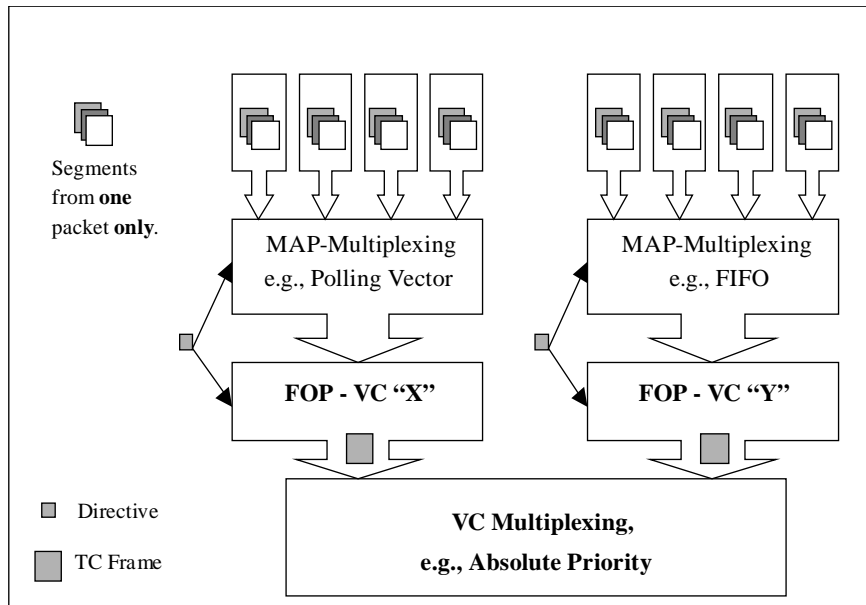 Segments
from one
packet only.
MAP-Multiplexing
e.g., Polling Vector
MAP-Multiplexing
e.g., FIFO
FOP - VC “X”
FOP - VC “Y”
Directive
TC Frame
VC Multiplexing,
e.g., Absolute Priority